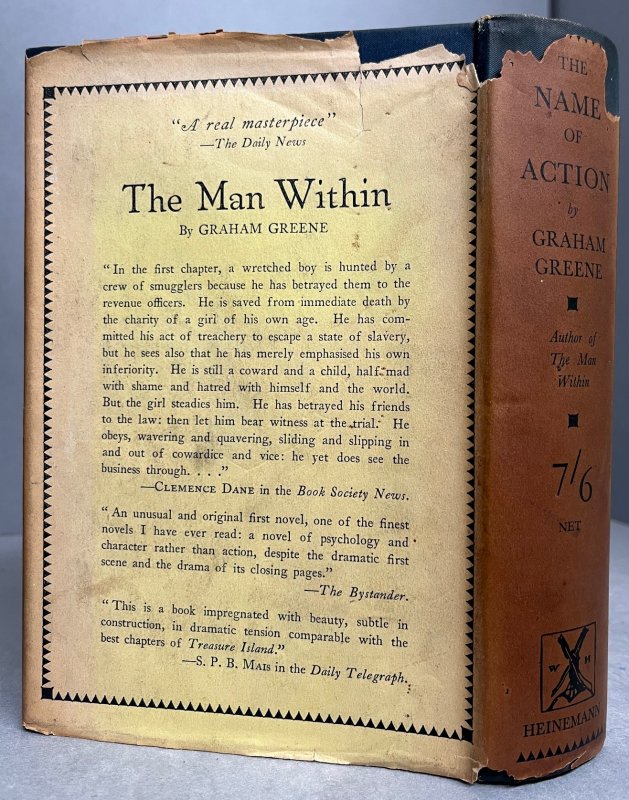 "A real masterpiece"
—The Daily News
The Man Within
By GRAHAM GREENE
"In the first chapter, a wretched boy is hunted by a
crew of smugglers because he has betrayed them to the
revenue officers. He is saved from immediate death by
the charity of a girl of his own age. He has com-
mitted his act of treachery to escape a state of slavery,
but he sees also that he has merely emphasised his own
inferiority. He is still a coward and a child, half-mad
with shame and hatred with himself and the world.
But the girl steadies him. He has betrayed his friends
to the law: then let him bear witness at the trial. He
obeys, wavering and quavering, sliding and slipping in
and out of cowardice and vice: he yet does see the
business through. . . ."
—CLEMENCE DANE in the Book Society News.
"An unusual and original first novel, one of the finest
novels I have ever read: a novel of psychology and
character rather than action, despite the dramatic first
scene and the drama of its closing pages."
—The Bystander.
"This is a book impregnated with beauty, subtle in
construction, in dramatic tension comparable with the
best chapters of Treasure Island."
—S. P. B. MAIS in the Daily Telegraph.
THE
NAME
OF
ACTION
by
GRAHAM
GREENE
Author of
The Man
Within
7/6
NET
W H
HEINEMANN